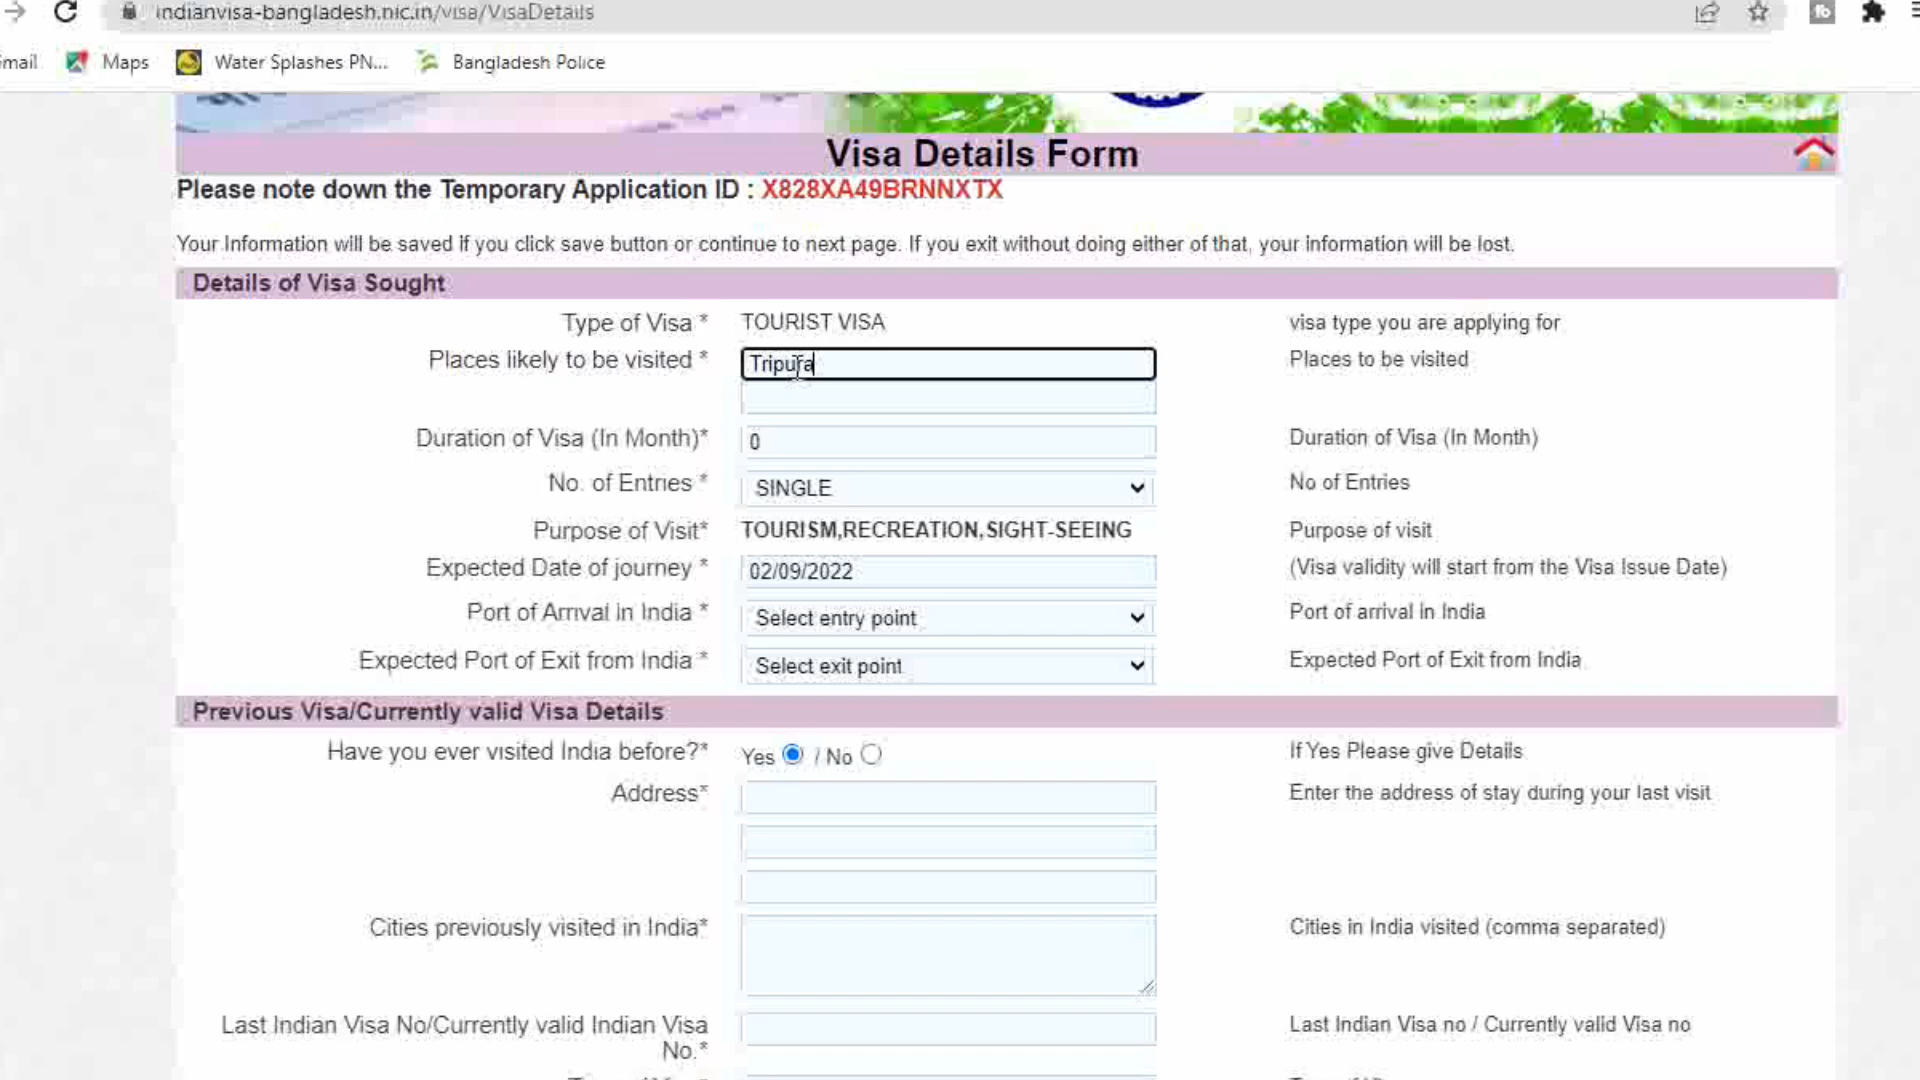 indianvisa-bangladesh.nic.in/visa/VisaDetails
Maps Water Splashes PN... Bangladesh Police
Visa Details Form
Please note down the Temporary Application ID : X828XA49BRNNXTX
Your Information will be saved if you click save button or continue to next page. If you exit without doing either of that, your information will be lost.
Details of Visa Sought
Type of Visa * TOURIST VISA visa type you are applying for
Places likely to be visited * Tripura Places to be visited
Duration of Visa (In Month)* 0 Duration of Visa (In Month)
No. of Entries * SINGLE No of Entries
Purpose of Visit* TOURISM,RECREATION,SIGHT-SEEING Purpose of visit
Expected Date of journey * 02/09/2022 (Visa validity will start from the Visa Issue Date)
Port of Arrival in India * Select entry point Port of arrival in India
Expected Port of Exit from India * Select exit point Expected Port of Exit from India
Previous Visa/Currently valid Visa Details
Have you ever visited India before?* Yes / No If Yes Please give Details
Address* Enter the address of stay during your last visit
Cities previously visited in India* Cities in India visited (comma separated)
Last Indian Visa No/Currently valid Indian Visa Last Indian Visa no / Currently valid Visa no
No.*